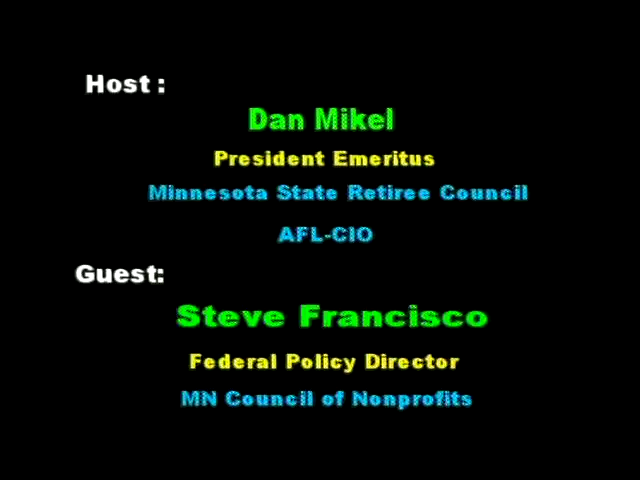 Host :
Dan Mikel
President Emeritus
Minnesota State Retiree Council
AFL-CIO
Guest:
Steve Francisco
Federal Policy Director
MN Council of Nonprofits